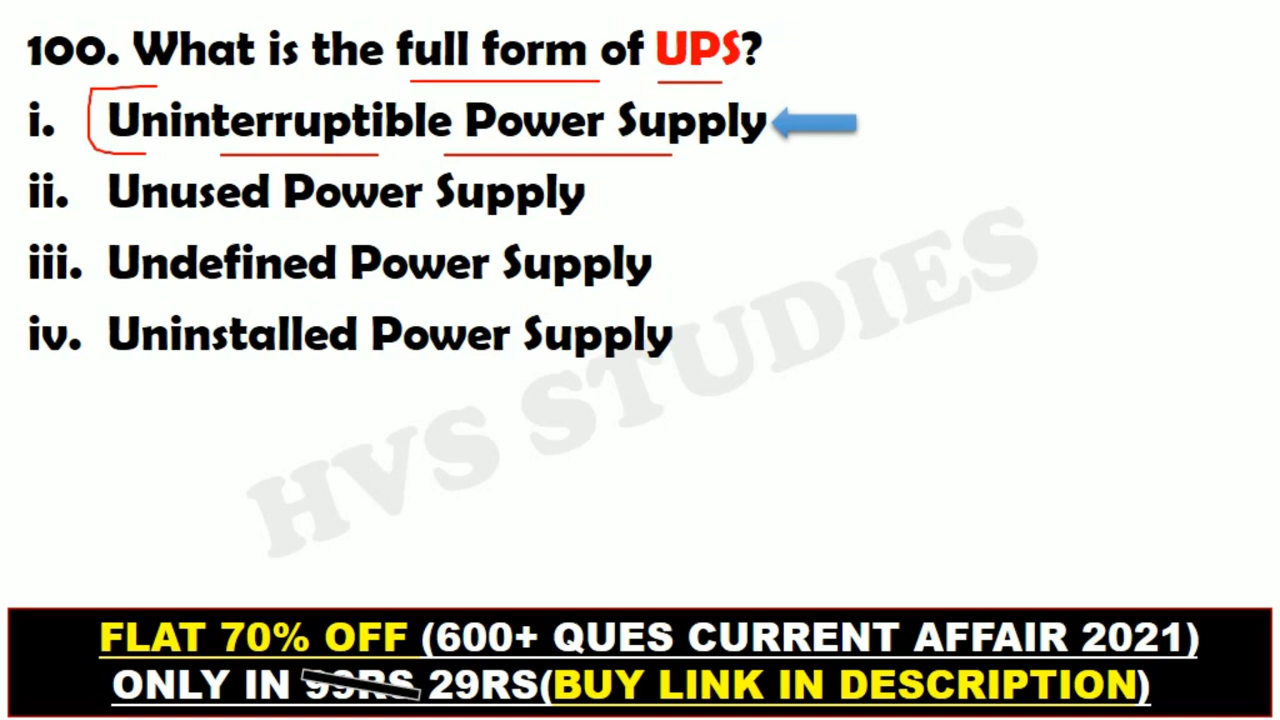 100. What is the full form of UPS?
i. Uninterruptible Power Supply
ii. Unused Power Supply
iii. Undefined Power Supply
iv. Uninstalled Power Supply
HVS STUDIES
FLAT 70% OFF (600+ QUES CURRENT AFFAIR 2021)
ONLY IN 99RS 29RS(BUY LINK IN DESCRIPTION)